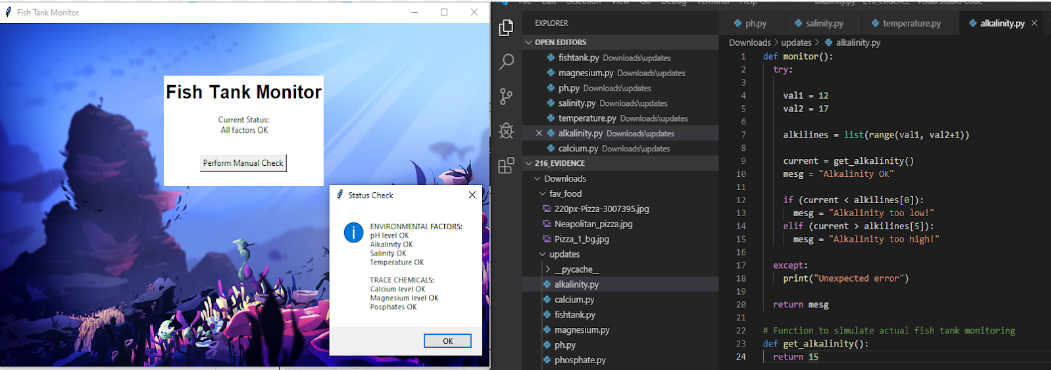 Fish Tank Monitor
Fish Tank Monitor
Current Status:
All factors OK
Perform Manual Check
Status Check
ENVIRONMENTAL FACTORS:
pH level OK
Alkalinity OK
Salinity OK
Temperature OK
TRACE CHEMICALS:
Calcium level OK
Magnesium level OK
Posphates OK
OK
EXPLORER
OPEN EDITORS
fishtank.py Downloads\updates
magnesium.py Downloads\updates
ph.py Downloads\updates
salinity.py Downloads\updates
temperature.py Downloads\updates
alkalinity.py Downloads\updates
calcium.py Downloads\updates
216_EVIDENCE
Downloads
fav_food
220px-Pizza-3007395.jpg
Neapolitan_pizza.jpg
Pizza_1_bg.jpg
updates
__pycache__
alkalinity.py
calcium.py
fishtank.py
magnesium.py
ph.py
phosphate.py
ph.py salinity.py temperature.py alkalinity.py
Downloads > updates > alkalinity.py
1 def monitor():
2 try:
3
4 val1 = 12
5 val2 = 17
6
7 alkilines = list(range(val1, val2+1))
8
9 current = get_alkalinity()
10 mesg = "Alkalinity OK"
11
12 if (current < alkilines[0]):
13 mesg = "Alkalinity too low!"
14 elif (current > alkilines[5]):
15 mesg = "Alkalinity too high!"
16
17 except:
18 print("Unexpected error")
19
20 return mesg
21
22 # Function to simulate actual fish tank monitoring
23 def get_alkalinity():
24 return 15